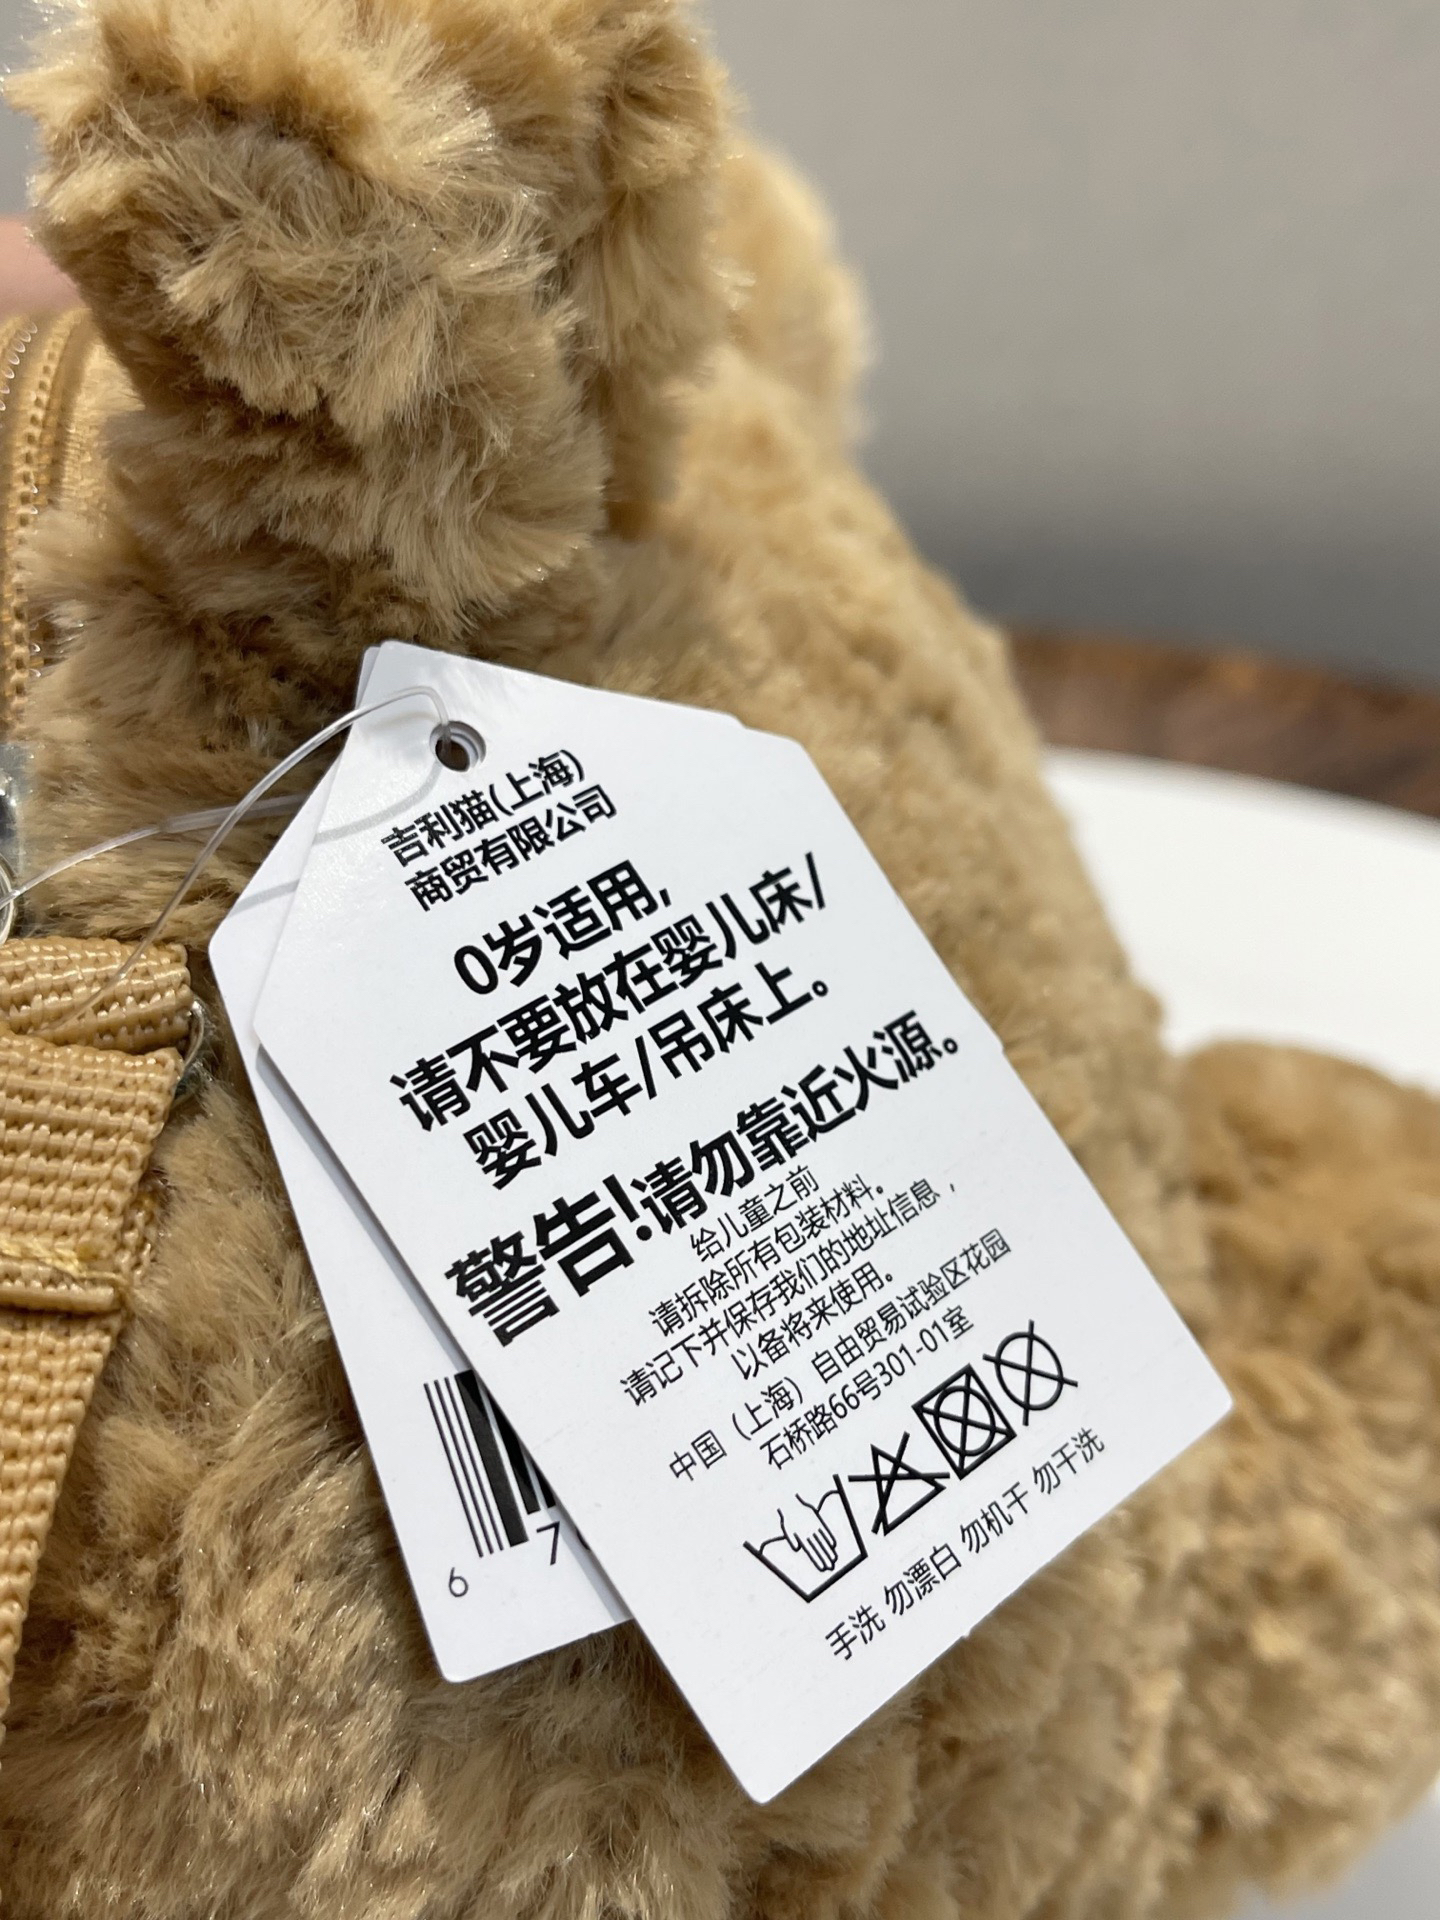 吉利猫(上海)
商贸有限公司
0岁适用,
请不要放在婴儿床/
婴儿车/吊床上。
警告!请勿靠近火源。
给儿童之前
请拆除所有包装材料。
请记下并保存我们的地址信息，
以备将来使用。
中国（上海）自由贸易试验区花园
石桥路66号301-01室
手洗 勿漂白 勿机干 勿干洗
6 7